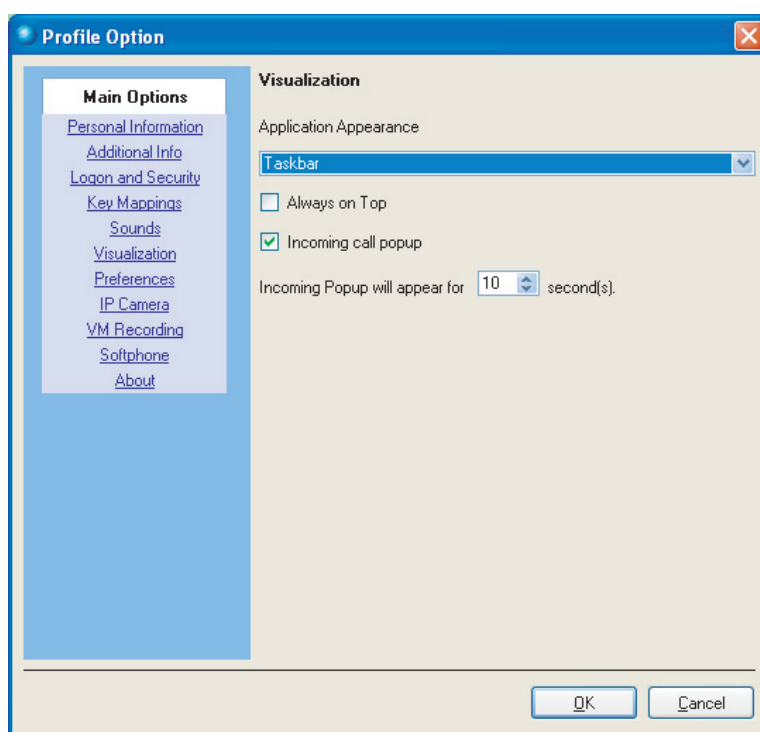 Profile Option
Main Options
Personal Information
Additional Info
Logon and Security
Key Mappings
Sounds
Visualization
Preferences
IP Camera
VM Recording
Softphone
About
Visualization
Application Appearance
Taskbar
Always on Top
Incoming call popup
Incoming Popup will appear for 10 second(s).
OK Cancel